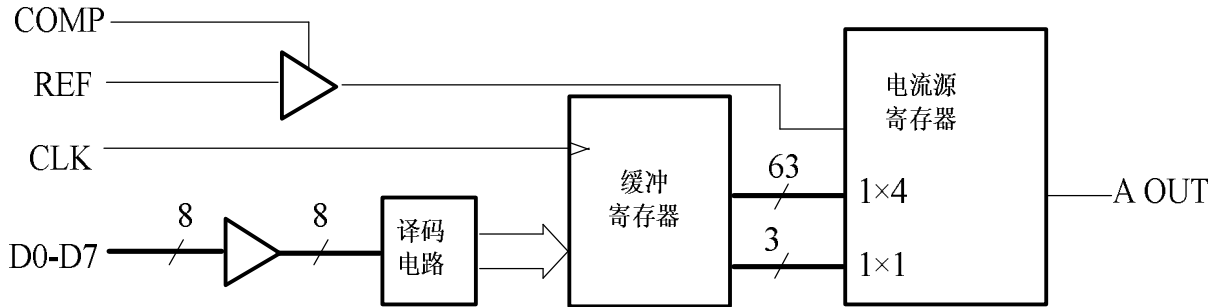 COMP
REF
CLK
D0-D7
8
8
译码
电路
缓冲
寄存器
63
3
电流源
寄存器
1×4
1×1
A OUT